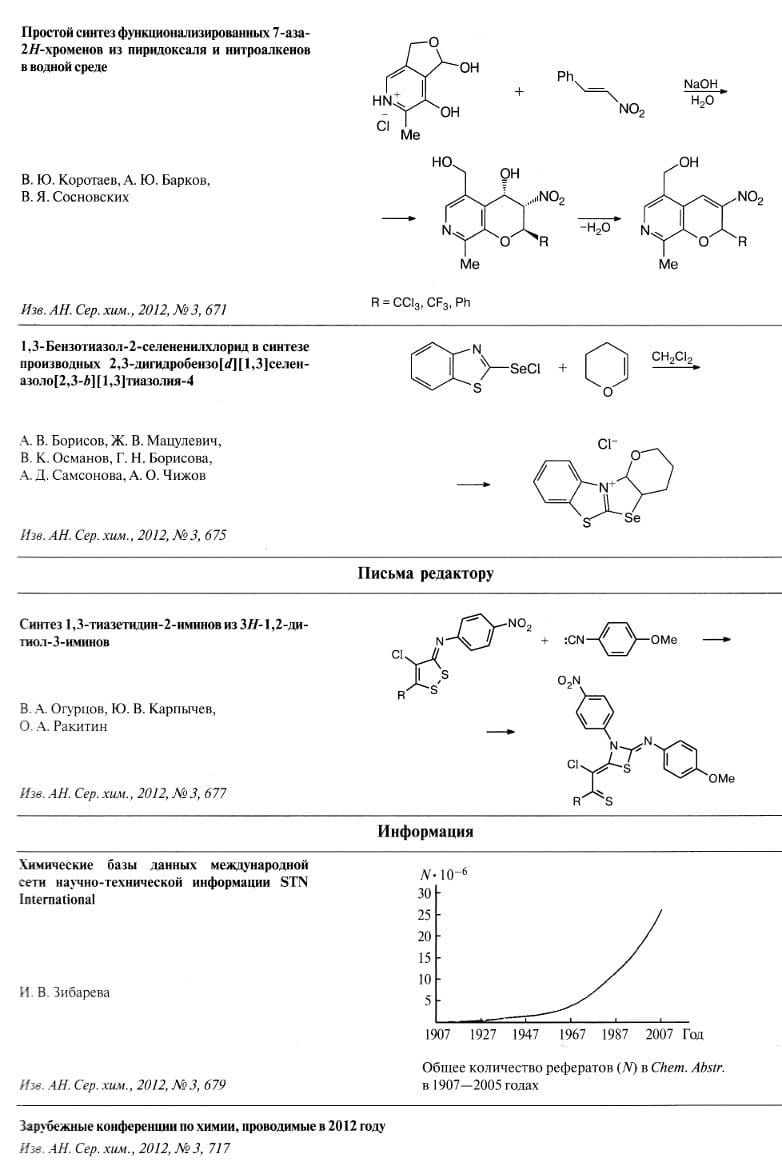 Простой синтез функционализированных 7-аза-
2H-хроменов из пиридоксаля и нитроалкенов
в водной среде
O
OH
HN+
OH
Cl
–
Me
+
Ph
NO2
NaOH
H2O
В. Ю. Коротаев, А. Ю. Барков,
В. Я. Сосновских
HO
OH
NO2
N
O
R
Me
–H2O
OH
NO2
N
O
R
Me
R = CCl3, CF3, Ph
Изв. АН. Сер. хим., 2012, № 3, 671
1,3-Бензотиазол-2-селененилхлорид в синтезе
производных 2,3-дигидробензо[d][1,3]селен-
азоло[2,3-b][1,3]тиазолия-4
N
S
SeCl
+
O
CH2Cl2
А. В. Борисов, Ж. В. Мацулевич,
В. К. Османов, Г. Н. Борисова,
А. Д. Самсонова, А. О. Чижов
Cl–
O
N+
S
Se
Изв. АН. Сер. хим., 2012, № 3, 675
Письма редактору
Синтез 1,3-тиазетидин-2-иминов из 3H-1,2-ди-
тиол-3-иминов
NO2
N
Cl
S
S
R
+
:CN
OMe
В. А. Огурцов, Ю. В. Карпычев,
О. А. Ракитин
O2N
N
N
Cl
S
OMe
R
S
Изв. АН. Сер. хим., 2012, № 3, 677
Информация
Химические базы данных международной
сети научно-технической информации STN
International
И. В. Зибарева
N·10–6
30
25
20
15
10
5
1907 1927 1947 1967 1987 2007 Год
Общее количество рефератов (N) в Chem. Abstr.
в 1907—2005 годах
Изв. АН. Сер. хим., 2012, № 3, 679
Зарубежные конференции по химии, проводимые в 2012 году
Изв. АН. Сер. хим., 2012, № 3, 717